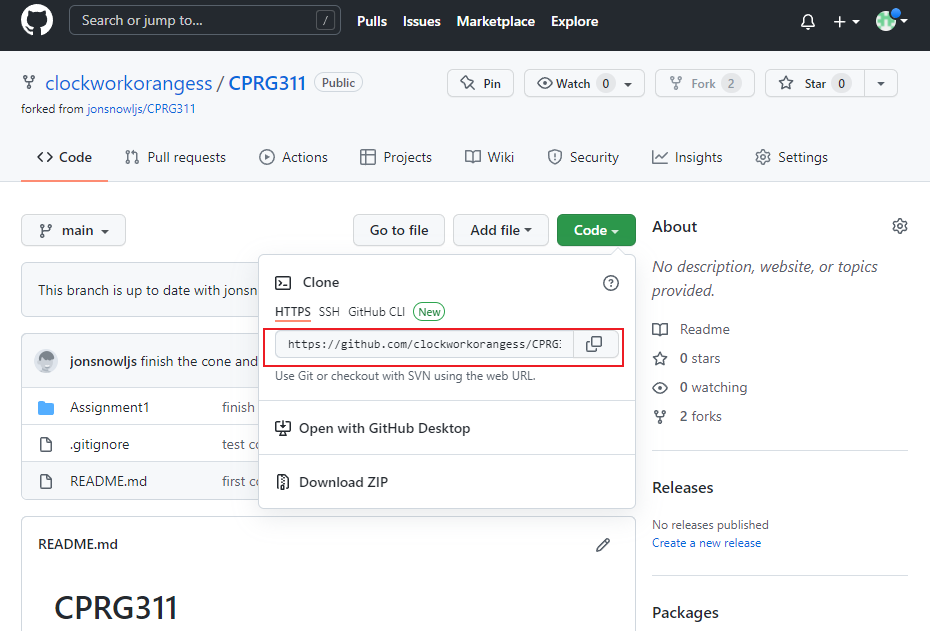 Search or jump to... /
Pulls Issues Marketplace Explore
clockworkorangess / CPRG311 Public
Pin Watch 0 Fork 2 Star 0
forked from jonsnowljs/CPRG311
Code Pull requests Actions Projects Wiki Security Insights Settings
main Go to file Add file Code
About
No description, website, or topics
provided.
This branch is up to date with jonsn
Clone
HTTPS SSH GitHub CLI New
https://github.com/clockworkorangess/CPRG:
Use Git or checkout with SVN using the web URL.
Open with GitHub Desktop
Download ZIP
jonsnowljs finish the cone and
Assignment1 finish
.gitignore test co
README.md first co
Readme
0 stars
0 watching
2 forks
Releases
No releases published
Create a new release
Packages
README.md
CPRG311